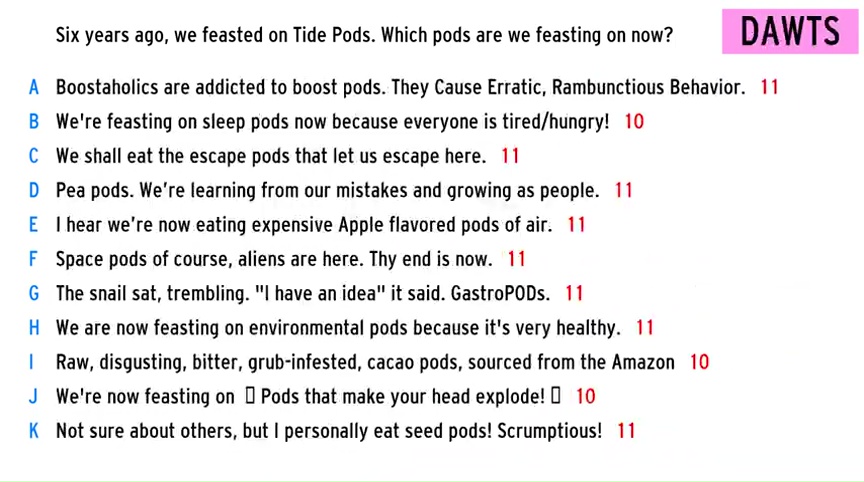 Six years ago, we feasted on Tide Pods. Which pods are we feasting on now?
DAWTS
A Boostaholics are addicted to boost pods. They Cause Erratic, Rambunctious Behavior. 11
B We're feasting on sleep pods now because everyone is tired/hungry! 10
C We shall eat the escape pods that let us escape here. 11
D Pea pods. We’re learning from our mistakes and growing as people. 11
E I hear we’re now eating expensive Apple flavored pods of air. 11
F Space pods of course, aliens are here. Thy end is now. 11
G The snail sat, trembling. "I have an idea" it said. GastroPODs. 11
H We are now feasting on environmental pods because it's very healthy. 11
I Raw, disgusting, bitter, grub-infested, cacao pods, sourced from the Amazon 10
J We're now feasting on ▯ Pods that make your head explode! ▯ 10
K Not sure about others, but I personally eat seed pods! Scrumptious! 11